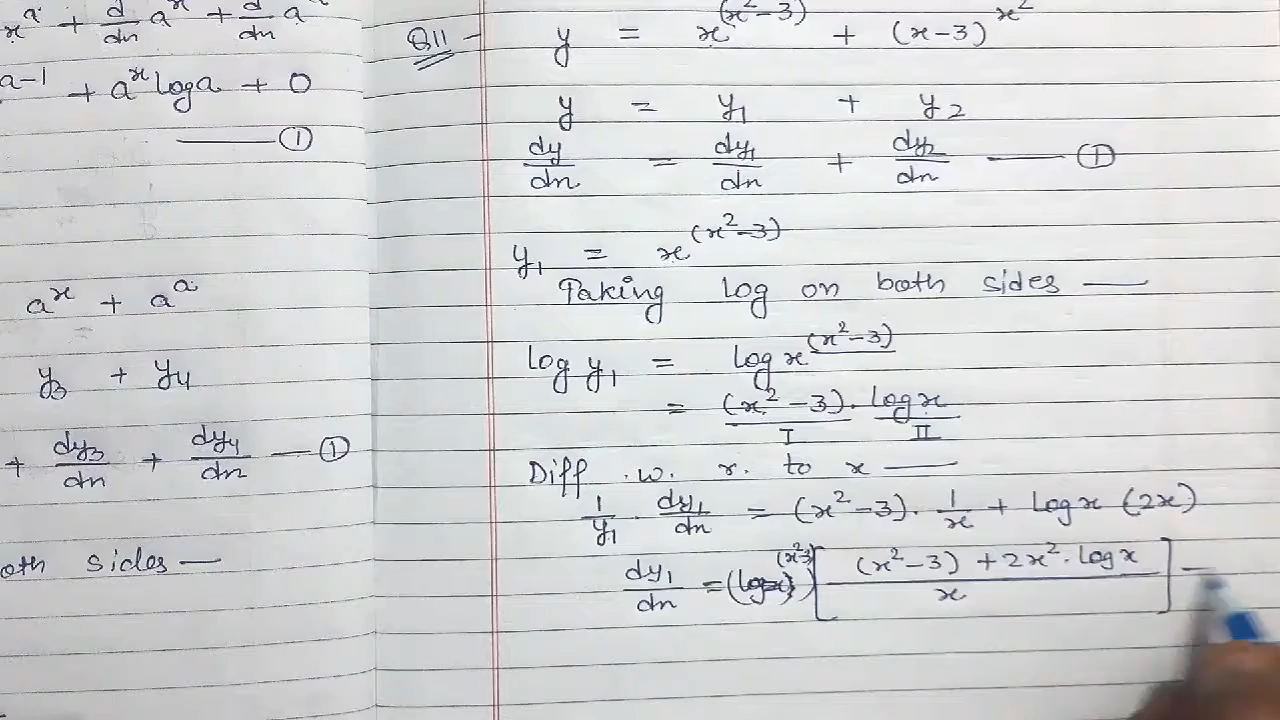 x^a + d/dx a^x + d/dx a
a-1 + a^x log a + 0
——— ①
a^x + a^a
y₃ + y₄
+ dy₃/dx + dy₄/dx — ①
oth sides —
Q11 - y = x^(x²-3) + (x-3)^x²
y = y₁ + y₂
dy/dx = dy₁/dx + dy₂/dx — ①
y₁ = x^(x²-3)
Taking log on both sides —
log y₁ = log x^(x²-3)
= (x²-3) . log x
I II
Diff . w. r. to x —
1/y₁ . dy₁/dx = (x²-3) . 1/x + log x (2x)
dy₁/dx = (x²-3) [ (x²-3) + 2x² . log x / x ] —